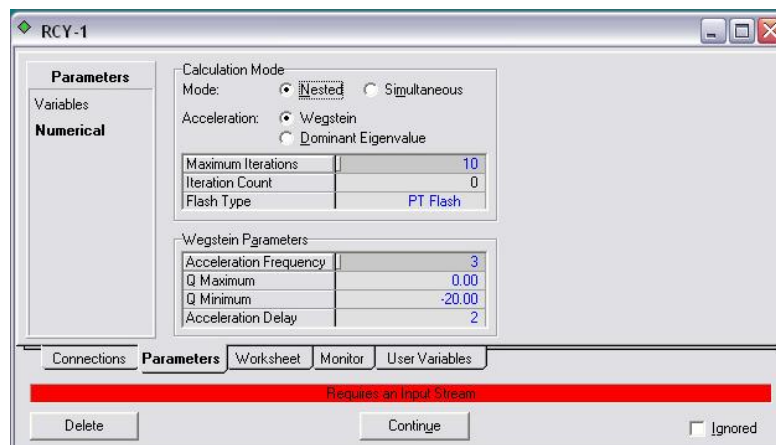 RCY-1
Parameters
Variables
Numerical
Calculation Mode
Mode: Nested Simultaneous
Acceleration: Wegstein
Dominant Eigenvalue
Maximum Iterations 10
Iteration Count 0
Flash Type PT Flash
Wegstein Parameters
Acceleration Frequency 3
Q Maximum 0.00
Q Minimum -20.00
Acceleration Delay 2
Connections Parameters Worksheet Monitor User Variables
Requires an Input Stream
Delete Continue Ignored